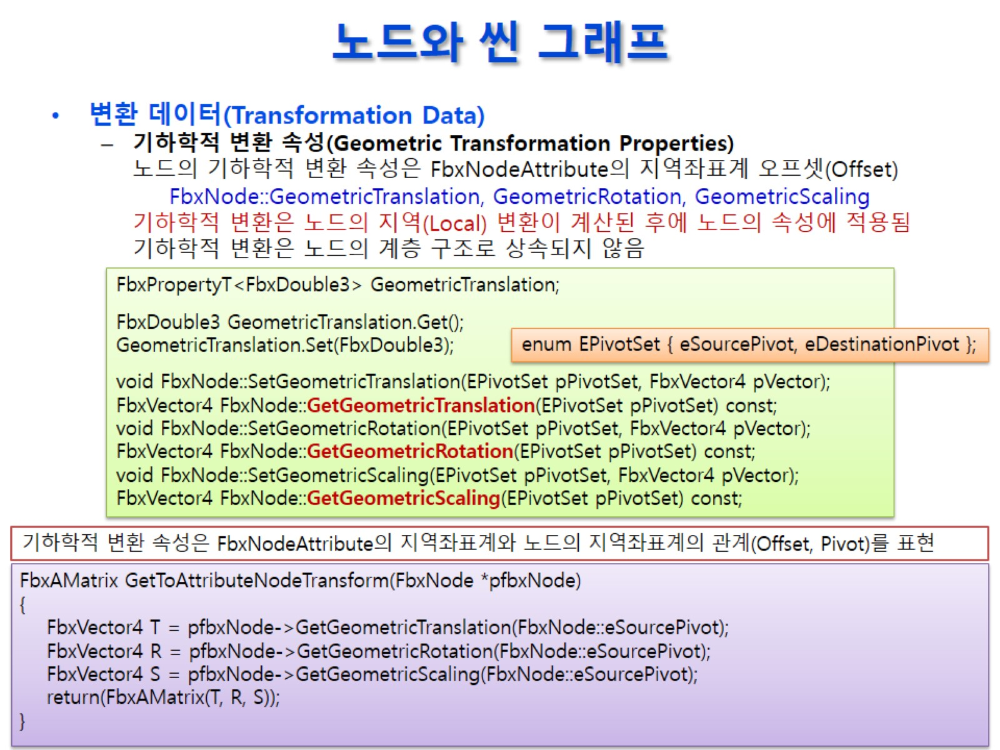 노드와 씬 그래프
• 변환 데이터(Transformation Data)
– 기하학적 변환 속성(Geometric Transformation Properties)
노드의 기하학적 변환 속성은 FbxNodeAttribute의 지역좌표계 오프셋(Offset)
FbxNode::GeometricTranslation, GeometricRotation, GeometricScaling
기하학적 변환은 노드의 지역(Local) 변환이 계산된 후에 노드의 속성에 적용됨
기하학적 변환은 노드의 계층 구조로 상속되지 않음
FbxPropertyT<FbxDouble3> GeometricTranslation;
FbxDouble3 GeometricTranslation.Get();
GeometricTranslation.Set(FbxDouble3);
enum EPivotSet { eSourcePivot, eDestinationPivot };
void FbxNode::SetGeometricTranslation(EPivotSet pPivotSet, FbxVector4 pVector);
FbxVector4 FbxNode::GetGeometricTranslation(EPivotSet pPivotSet) const;
void FbxNode::SetGeometricRotation(EPivotSet pPivotSet, FbxVector4 pVector);
FbxVector4 FbxNode::GetGeometricRotation(EPivotSet pPivotSet) const;
void FbxNode::SetGeometricScaling(EPivotSet pPivotSet, FbxVector4 pVector);
FbxVector4 FbxNode::GetGeometricScaling(EPivotSet pPivotSet) const;
기하학적 변환 속성은 FbxNodeAttribute의 지역좌표계와 노드의 지역좌표계의 관계(Offset, Pivot)를 표현
FbxAMatrix GetToAttributeNodeTransform(FbxNode *pfbxNode)
{
FbxVector4 T = pfbxNode->GetGeometricTranslation(FbxNode::eSourcePivot);
FbxVector4 R = pfbxNode->GetGeometricRotation(FbxNode::eSourcePivot);
FbxVector4 S = pfbxNode->GetGeometricScaling(FbxNode::eSourcePivot);
return(FbxAMatrix(T, R, S));
}